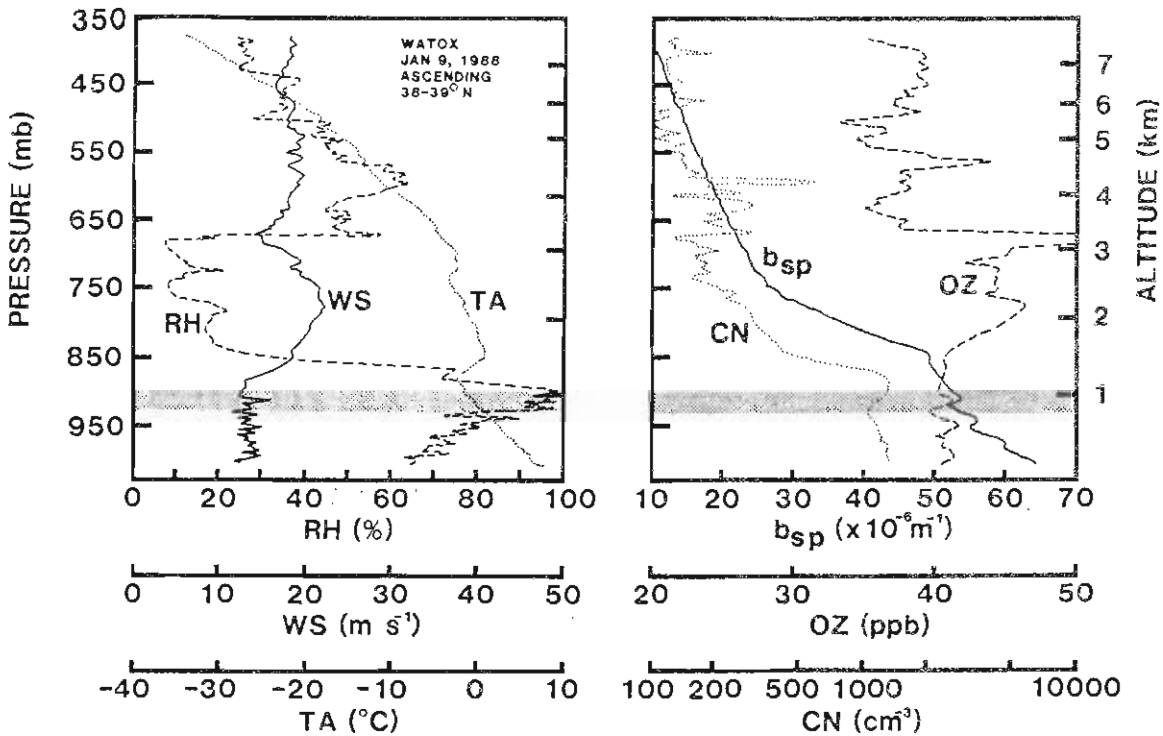 WATOX
JAN 9, 1988
ASCENDING
38-39° N
PRESSURE (mb)
350
450
550
650
750
850
950
RH
WS
TA
0 20 40 60 80 100
RH (%)
0 10 20 30 40 50
WS (m s⁻¹)
-40 -30 -20 -10 0 10
TA (°C)
b_sp
OZ
CN
7
6
5
4
3
2
1
ALTITUDE (km)
10 20 30 40 50 60 70
b_sp (x10⁻⁶m⁻¹)
20 30 40 50
OZ (ppb)
100 200 500 1000 10000
CN (cm⁻³)